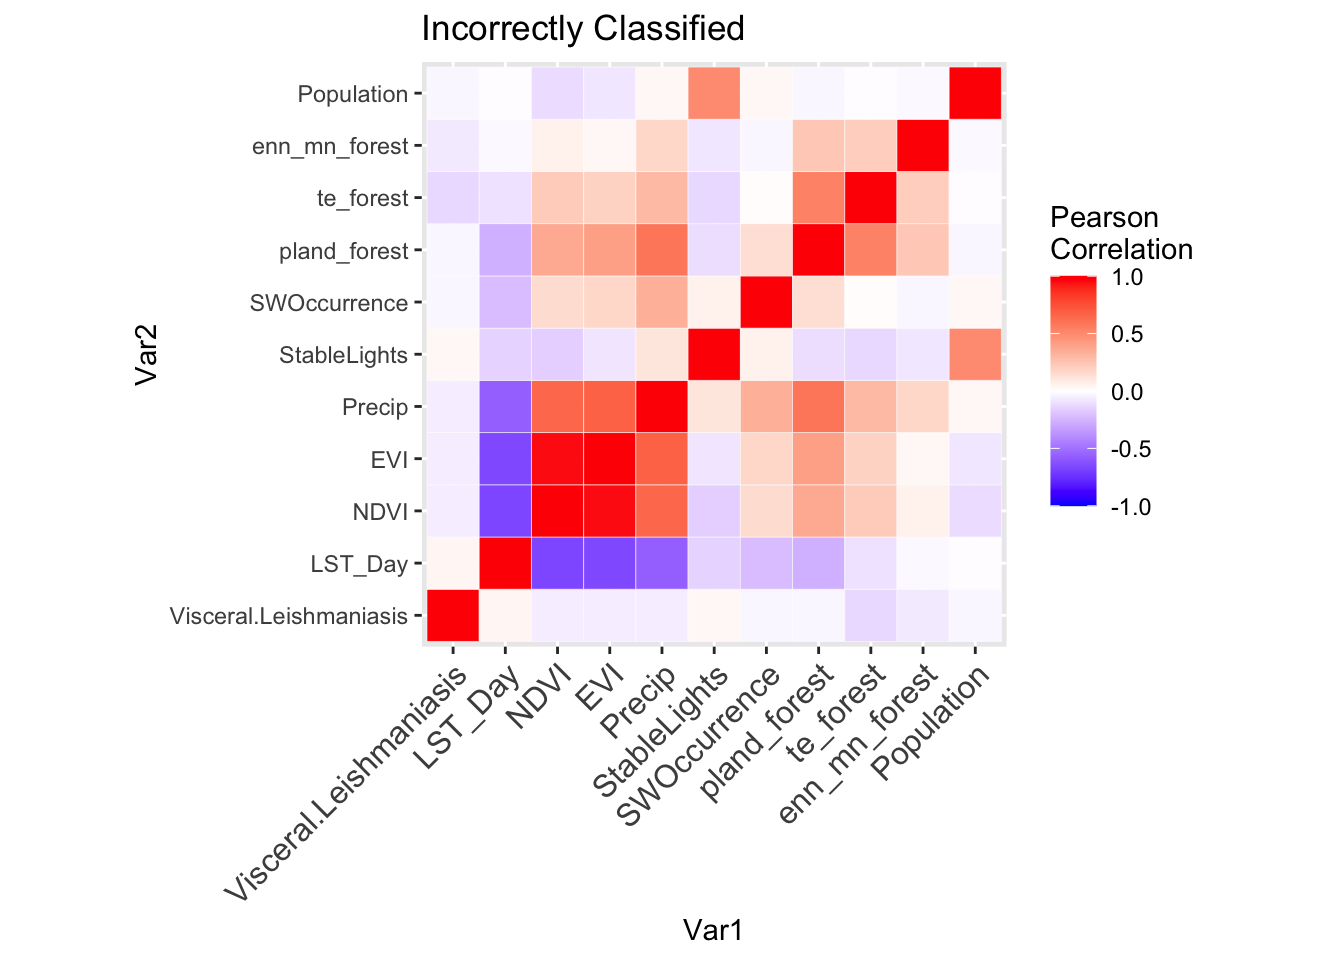 Incorrectly Classified
Var2
Population
enn_mn_forest
te_forest
pland_forest
SWOccurrence
StableLights
Precip
EVI
NDVI
LST_Day
Visceral.Leishmaniasis
Visceral.Leishmaniasis
LST_Day
NDVI
EVI
Precip
StableLights
SWOccurrence
pland_forest
te_forest
enn_mn_forest
Population
Var1
Pearson
Correlation
1.0
0.5
0.0
-0.5
-1.0